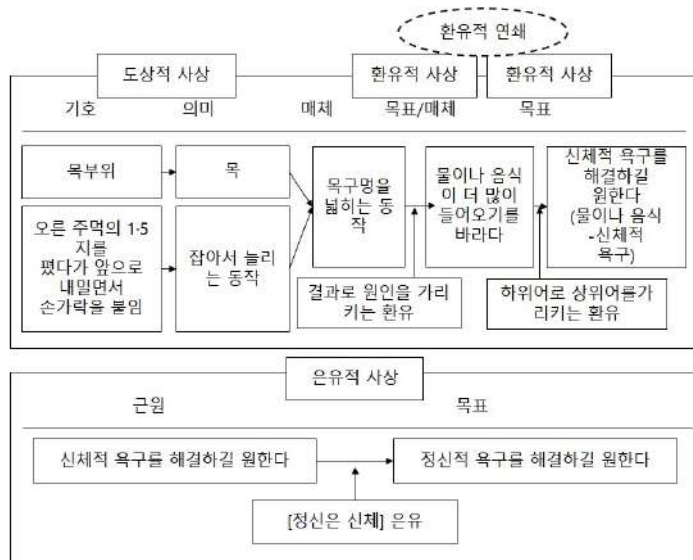 환유적 연쇄
도상적 사상
환유적 사상
환유적 사상
기호
의미
매체
목표/매체
목표
목부위
목
오른 주먹의 1-5
지를
폈다가 앞으로
내밀면서
손가락을 붙임
잡아서 늘리
는 동작
목구멍을
넓히는 동
작
물이나 음식
이 더 많이
들어오기를
바라다
신체적 욕구를
해결하길
원한다
(물이나 음식
-신체적
욕구)
결과로 원인을 가리
키는 환유
하위어로 상위어를가
리키는 환유
은유적 사상
근원
목표
신체적 욕구를 해결하길 원한다
정신적 욕구를 해결하길 원한다
[정신은 신체] 은유